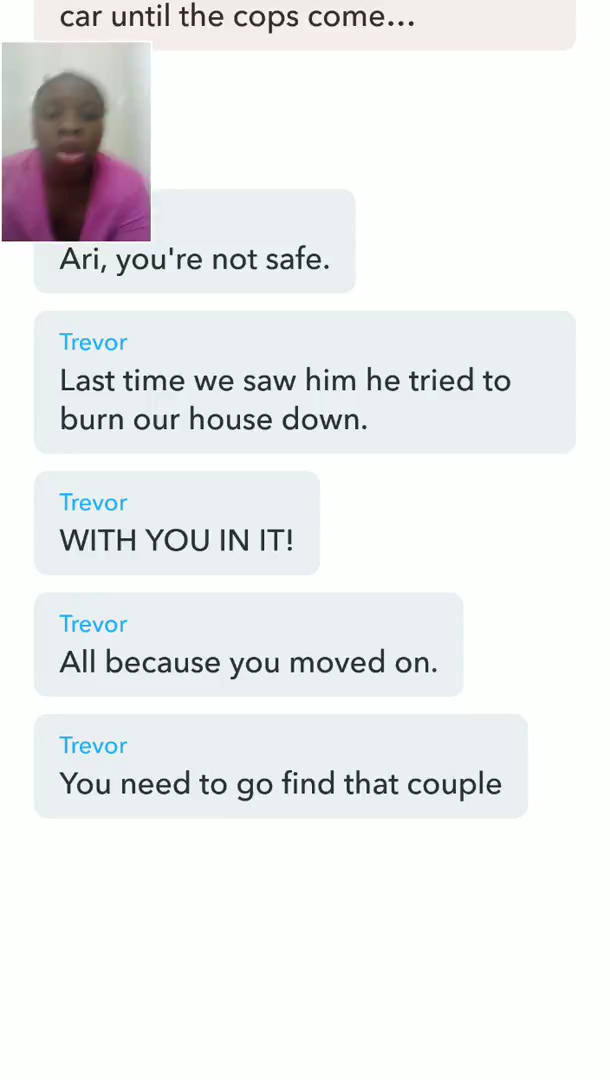 car until the cops come...
Ari, you're not safe.
Trevor
Last time we saw him he tried to
burn our house down.
Trevor
WITH YOU IN IT!
Trevor
All because you moved on.
Trevor
You need to go find that couple